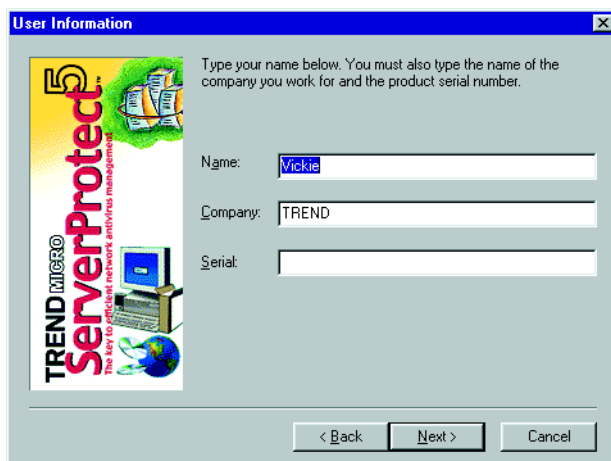 User Information
TREND MICRO
ServerProtect 5™
The key to efficient network antivirus management
Type your name below. You must also type the name of the
company you work for and the product serial number.
Name: Vickie
Company: TREND
Serial:
< Back
Next >
Cancel